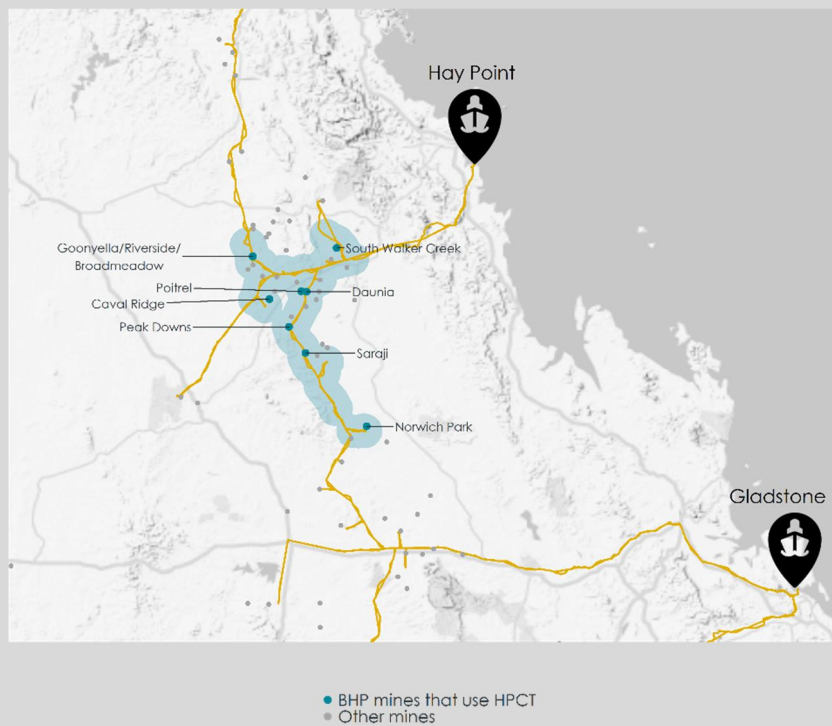 Hay Point
Goonyella/Riverside/
Broadmeadow
South Walker Creek
Poitrel
Daunia
Caval Ridge
Peak Downs
Saraji
Norwich Park
Gladstone
BHP mines that use HPCT
Other mines